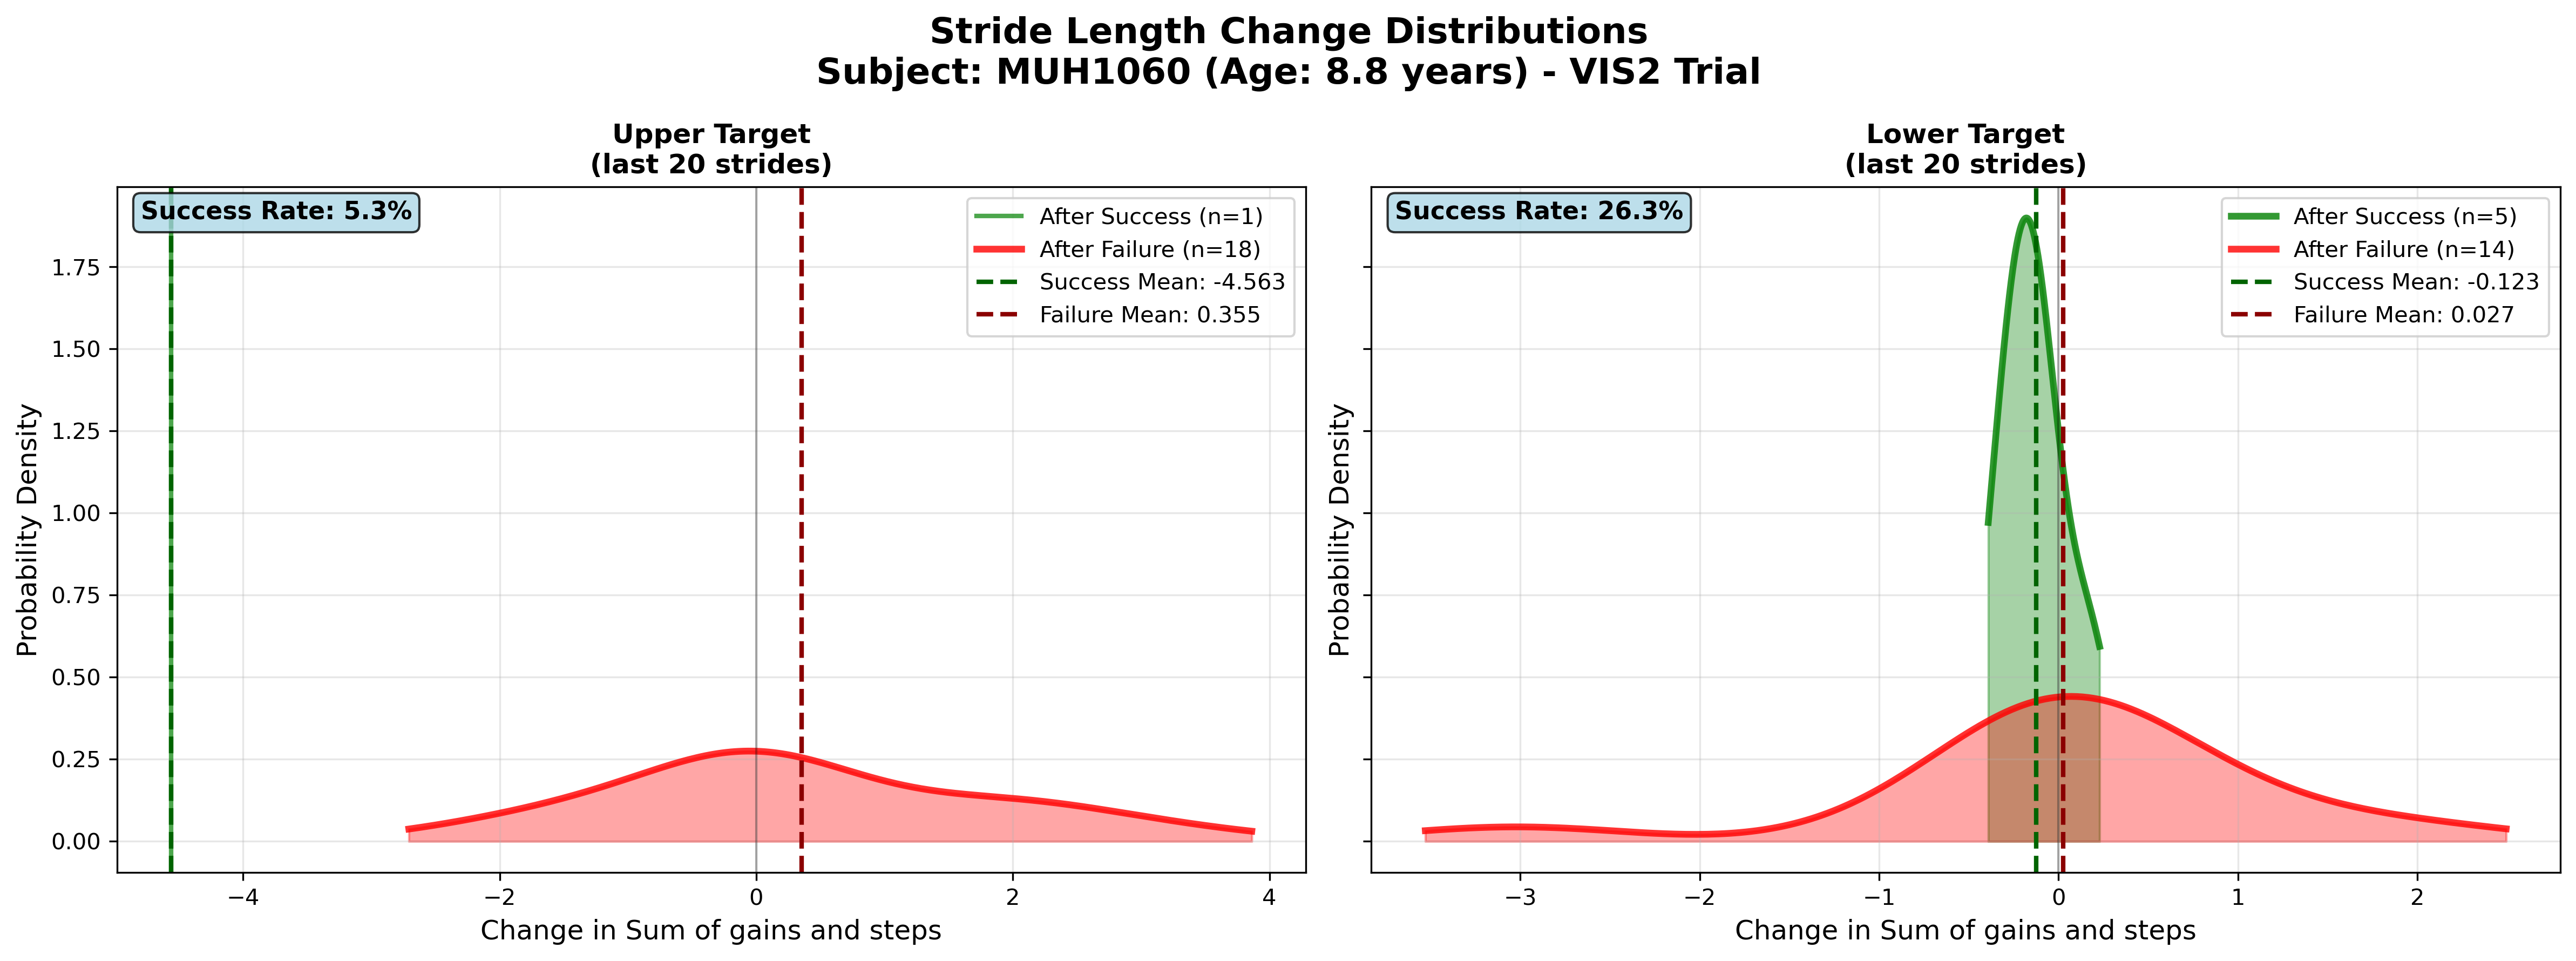 Stride Length Change Distributions
Subject: MUH1060 (Age: 8.8 years) - VIS2 Trial
Upper Target
(last 20 strides)
Success Rate: 5.3%
After Success (n=1)
After Failure (n=18)
Success Mean: -4.563
Failure Mean: 0.355
Probability Density
1.75
1.50
1.25
1.00
0.75
0.50
0.25
0.00
−4
−2
0
2
4
Change in Sum of gains and steps
Lower Target
(last 20 strides)
Success Rate: 26.3%
After Success (n=5)
After Failure (n=14)
Success Mean: -0.123
Failure Mean: 0.027
Probability Density
−3
−2
−1
0
1
2
Change in Sum of gains and steps